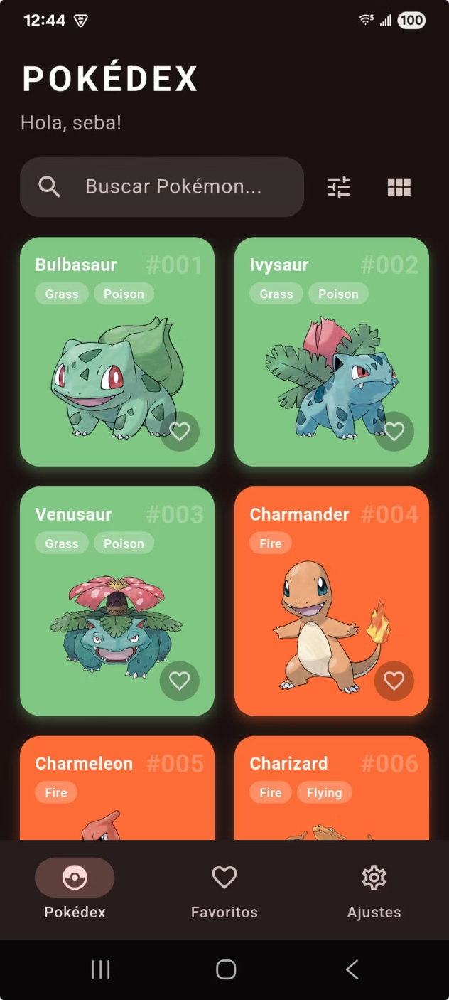 12:44
5
100
POKÉDEX
Hola, seba!
Buscar Pokémon...
Bulbasaur #001
Grass Poison
Ivysaur #002
Grass Poison
Venusaur #003
Grass Poison
Charmander #004
Fire
Charmeleon #005
Fire
Charizard #006
Fire Flying
Pokédex
Favoritos
Ajustes